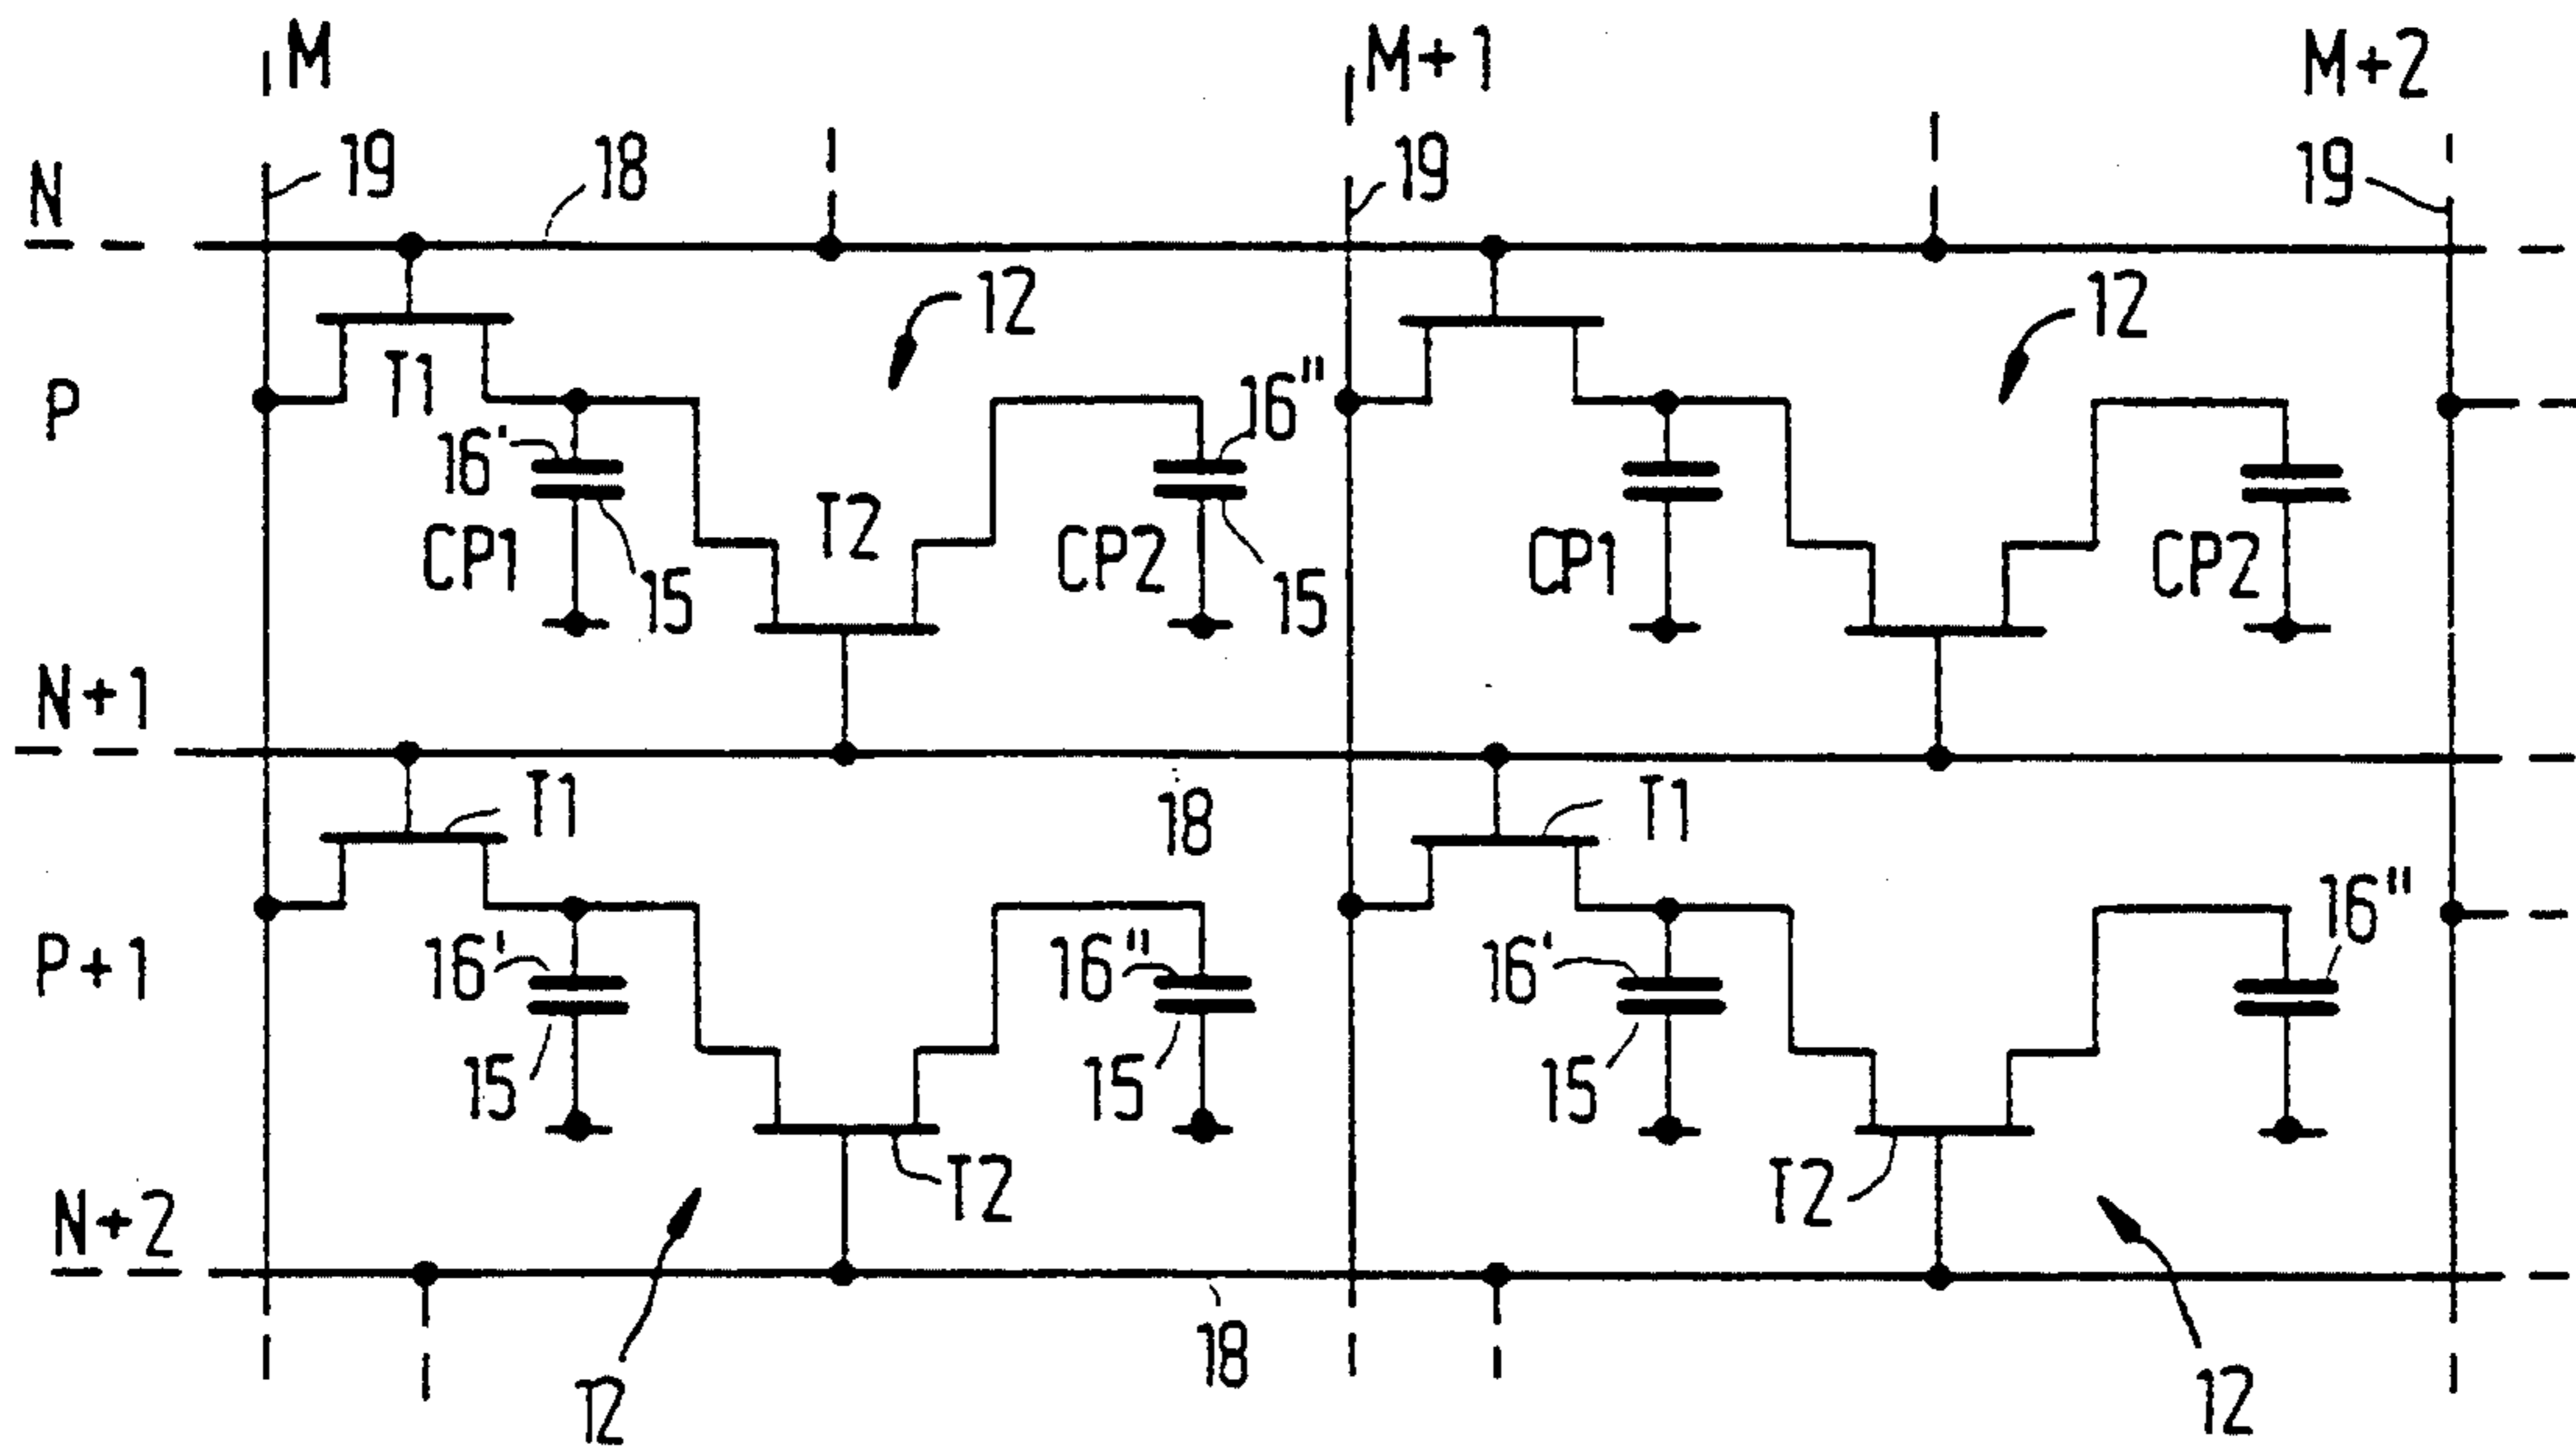 M M+1 M+2
N 19 18 19 19
12 12
P T1 16' 16"
CP1 15 T2 CP2 15 CP1 CP2
N+1
T1 18 T1
P+1 16' 16" 16' 16"
15 15 15
T2 T2
N+2
12 18 12